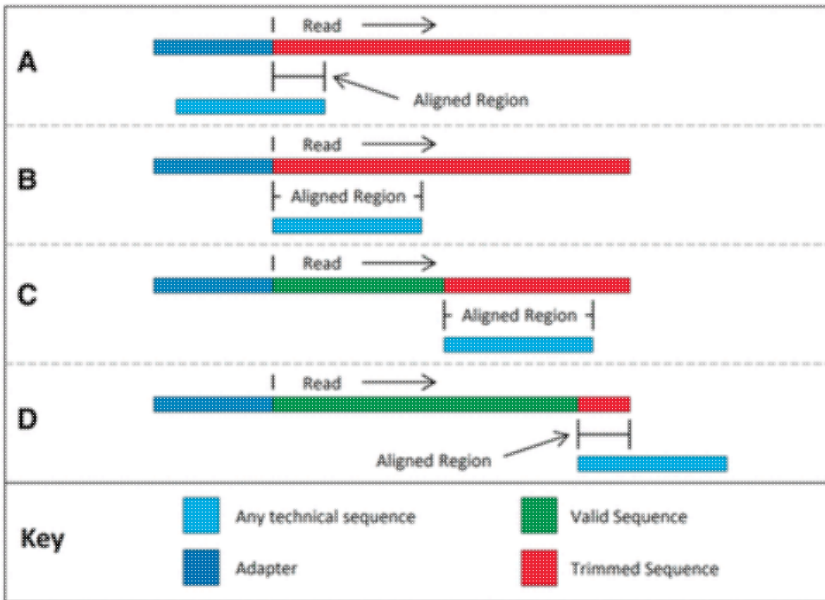 Read
A
Aligned Region
Read
B
Aligned Region
Read
C
Aligned Region
Read
D
Aligned Region
Key
Any technical sequence
Valid Sequence
Adapter
Trimmed Sequence